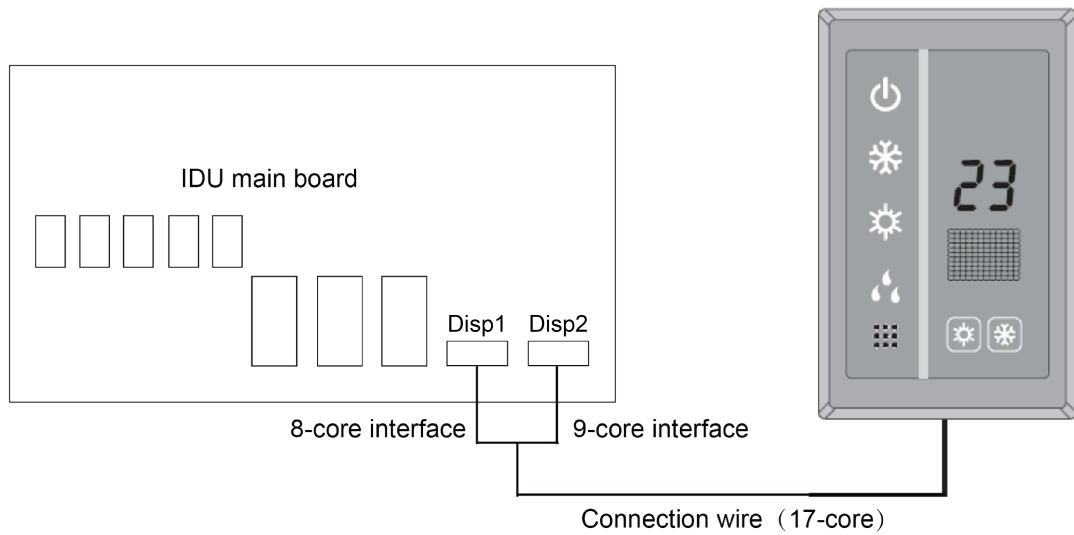 IDU main board
23
Disp1 Disp2
8-core interface 9-core interface
Connection wire（17-core）